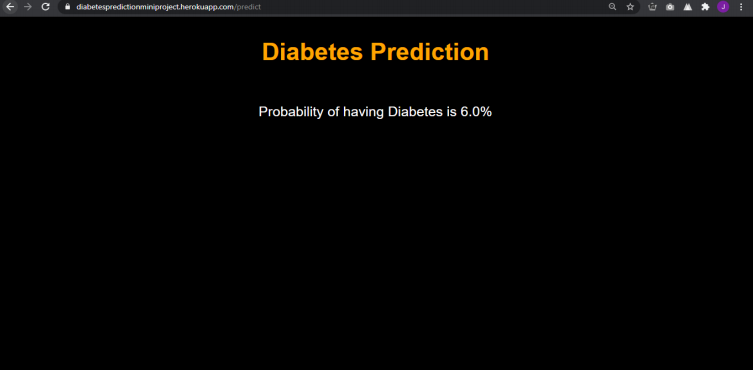 diabetespredictionminiproject.herokuapp.com/predict
J
Diabetes Prediction
Probability of having Diabetes is 6.0%